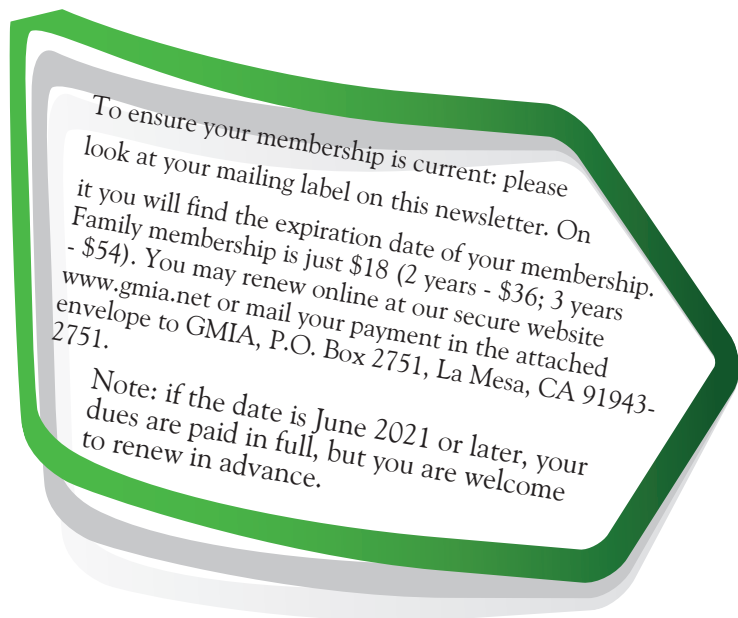 To ensure your membership is current: please
look at your mailing label on this newsletter. On
it you will find the expiration date of your membership.
Family membership is just $18 (2 years - $36; 3 years
- $54). You may renew online at our secure website
www.gmia.net or mail your payment in the attached
envelope to GMIA, P.O. Box 2751, La Mesa, CA 91943-
2751.
Note: if the date is June 2021 or later, your
dues are paid in full, but you are welcome
to renew in advance.